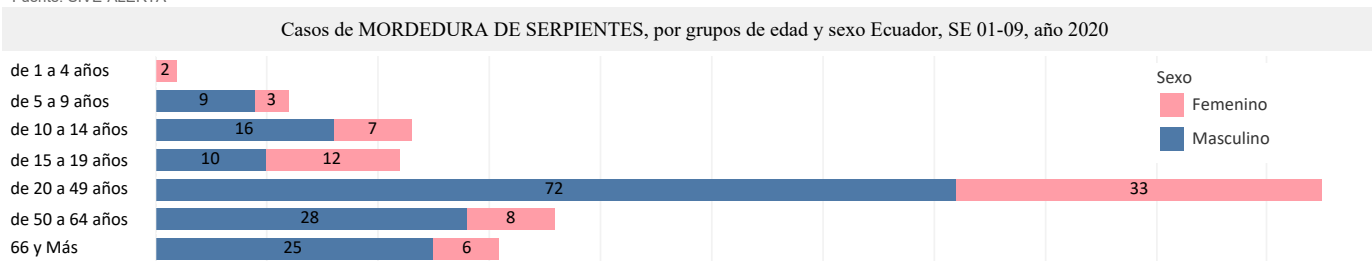 Fuente: SIVE-ALERTA
Casos de MORDEDURA DE SERPIENTES, por grupos de edad y sexo Ecuador, SE 01-09, año 2020
de 1 a 4 años 2
de 5 a 9 años 9 3
de 10 a 14 años 16 7
de 15 a 19 años 10 12
de 20 a 49 años 72 33
de 50 a 64 años 28 8
66 y Más 25 6
Sexo
Femenino
Masculino